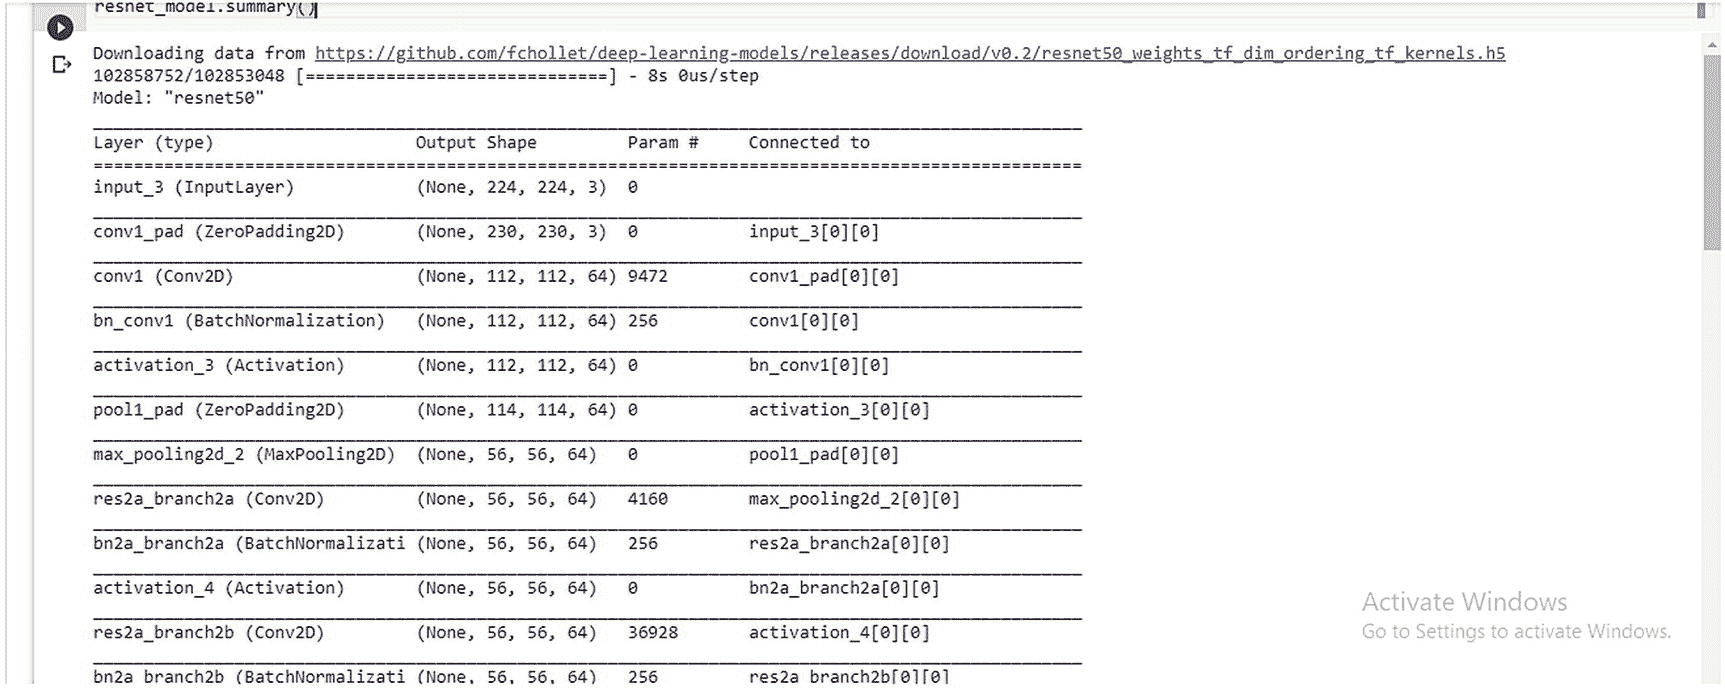 resnet_model.summary()
Downloading data from https://github.com/fchollet/deep-learning-models/releases/download/v0.2/resnet50_weights_tf_dim_ordering_tf_kernels.h5
102858752/102853048 [==============================] - 8s 0us/step
Model: "resnet50"
Layer (type) Output Shape Param # Connected to
input_3 (InputLayer) (None, 224, 224, 3) 0
conv1_pad (ZeroPadding2D) (None, 230, 230, 3) 0 input_3[0][0]
conv1 (Conv2D) (None, 112, 112, 64) 9472 conv1_pad[0][0]
bn_conv1 (BatchNormalization) (None, 112, 112, 64) 256 conv1[0][0]
activation_3 (Activation) (None, 112, 112, 64) 0 bn_conv1[0][0]
pool1_pad (ZeroPadding2D) (None, 114, 114, 64) 0 activation_3[0][0]
max_pooling2d_2 (MaxPooling2D) (None, 56, 56, 64) 0 pool1_pad[0][0]
res2a_branch2a (Conv2D) (None, 56, 56, 64) 4160 max_pooling2d_2[0][0]
bn2a_branch2a (BatchNormalizati (None, 56, 56, 64) 256 res2a_branch2a[0][0]
activation_4 (Activation) (None, 56, 56, 64) 0 bn2a_branch2a[0][0]
res2a_branch2b (Conv2D) (None, 56, 56, 64) 36928 activation_4[0][0]
bn2a_branch2b (BatchNormalizati (None, 56, 56, 64) 256 res2a_branch2b[0][0]
Activate Windows
Go to Settings to activate Windows.